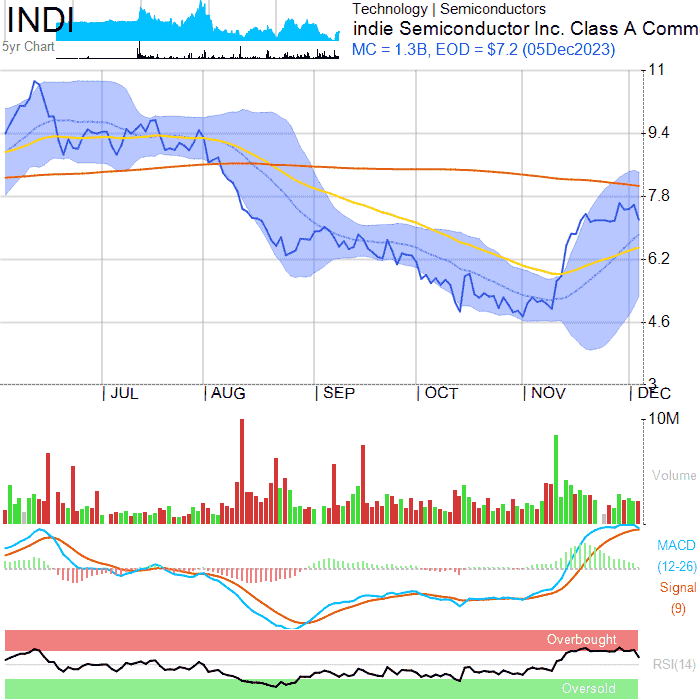 INDI
5yr Chart
Technology | Semiconductors
indie Semiconductor Inc. Class A Comm
MC = 1.3B, EOD = $7.2 (05Dec2023)
11
9.4
7.8
6.2
4.6
3
JUL
AUG
SEP
OCT
NOV
DEC
10M
Volume
MACD
(12-26)
Signal
(9)
Overbought
RSI(14)
Oversold